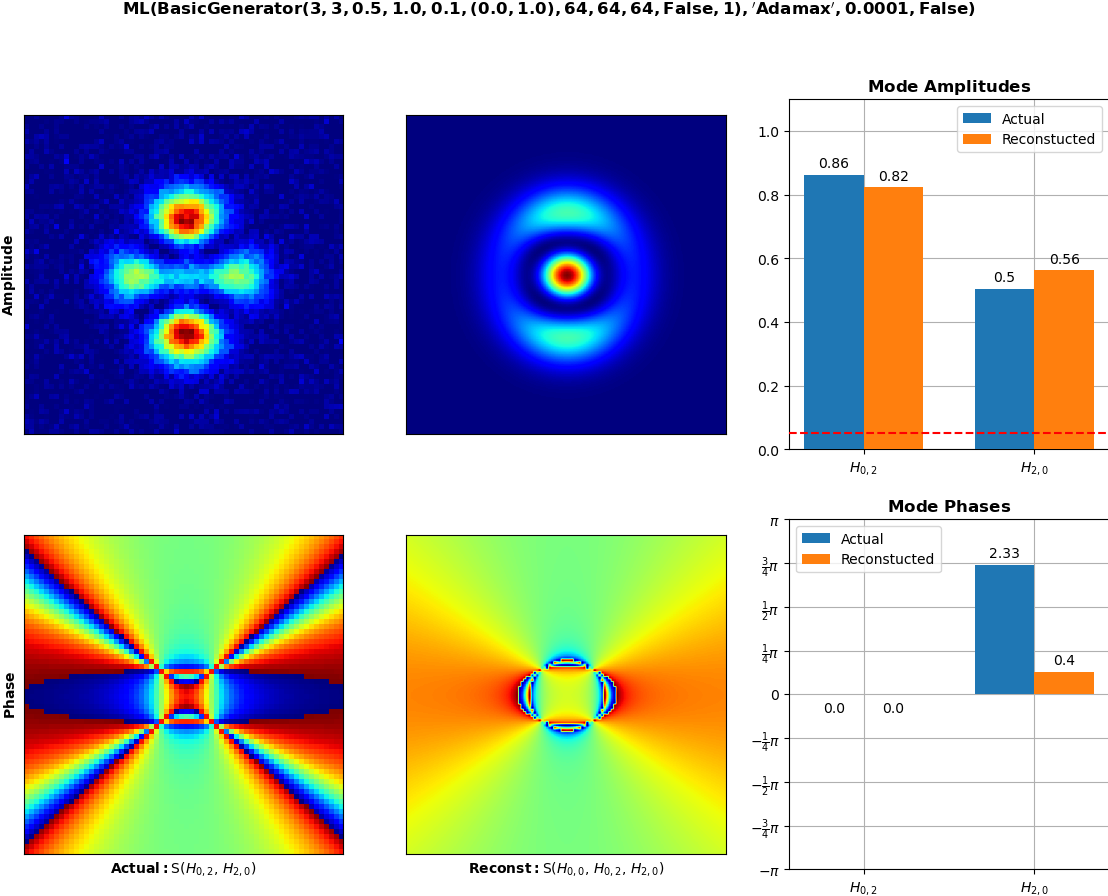 ML(BasicGenerator(3, 3, 0.5, 1.0, 0.1, (0.0, 1.0), 64, 64, 64, False, 1), 'Adamax', 0.0001, False)
Mode Amplitudes
Amplitude
1.0
0.8
0.6
0.4
0.2
0.0
Actual
Reconstucted
0.86
0.82
0.5
0.56
H0, 2
H2, 0
Mode Phases
Phase
π
3/4π
1/2π
1/4π
0
−1/4π
−1/2π
−3/4π
−π
Actual
Reconstucted
0.0
0.0
2.33
0.4
H0, 2
H2, 0
Actual: S(H0, 2, H2, 0)
Reconst: S(H0, 0, H0, 2, H2, 0)